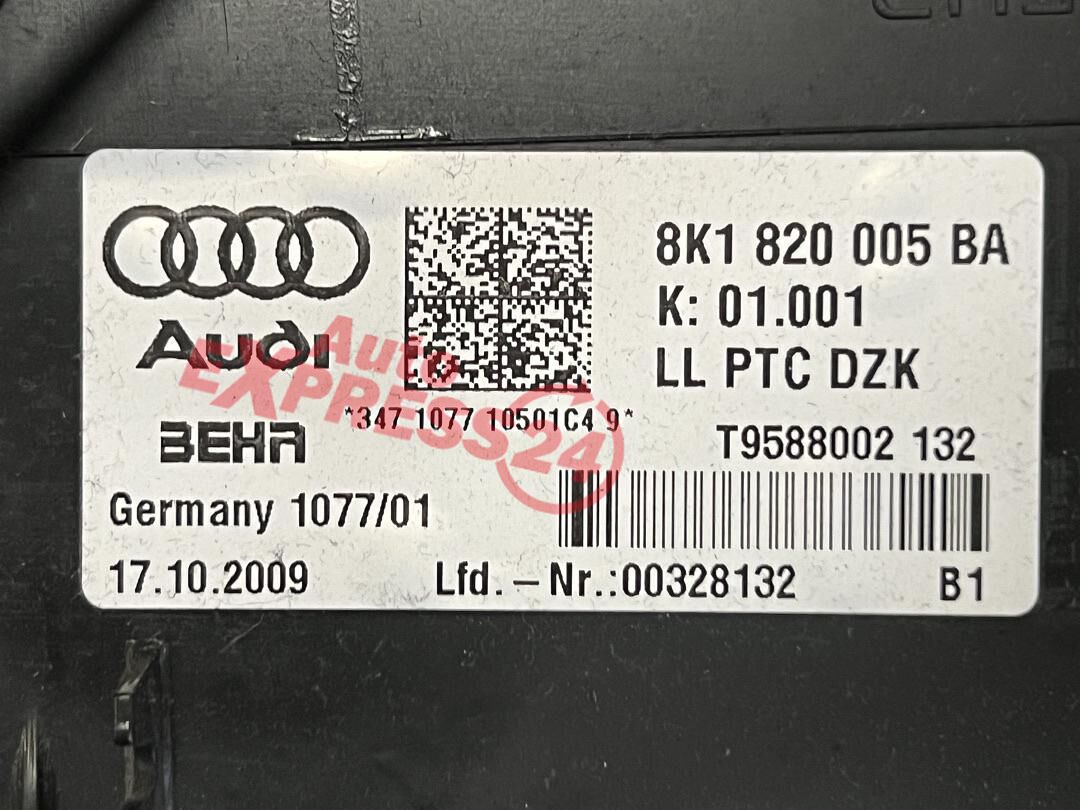 8K1 820 005 BA
K: 01.001
LL PTC DZK
Audi
Auto
EXPRESS24
*347 1077 10501C4 9*
BEHR
T9588002 132
Germany 1077/01
17.10.2009
Lfd. – Nr.:00328132
B1